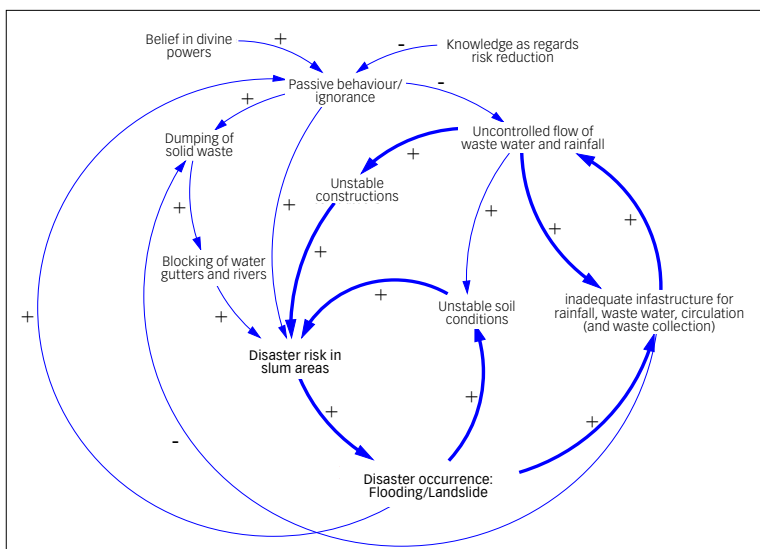 Belief in divine
powers
+
-
Knowledge as regards
risk reduction
Passive behaviour/
ignorance
-
+
Dumping of
solid waste
Uncontrolled flow of
waste water and rainfall
+
Unstable
constructions
+
+
+
+
+
+
Blocking of water
gutters and rivers
+
Unstable soil
conditions
inadequate infastructure for
rainfall, waste water, circulation
(and waste collection)
+
+
Disaster risk in
slum areas
+
+
+
-
Disaster occurrence:
Flooding/Landslide